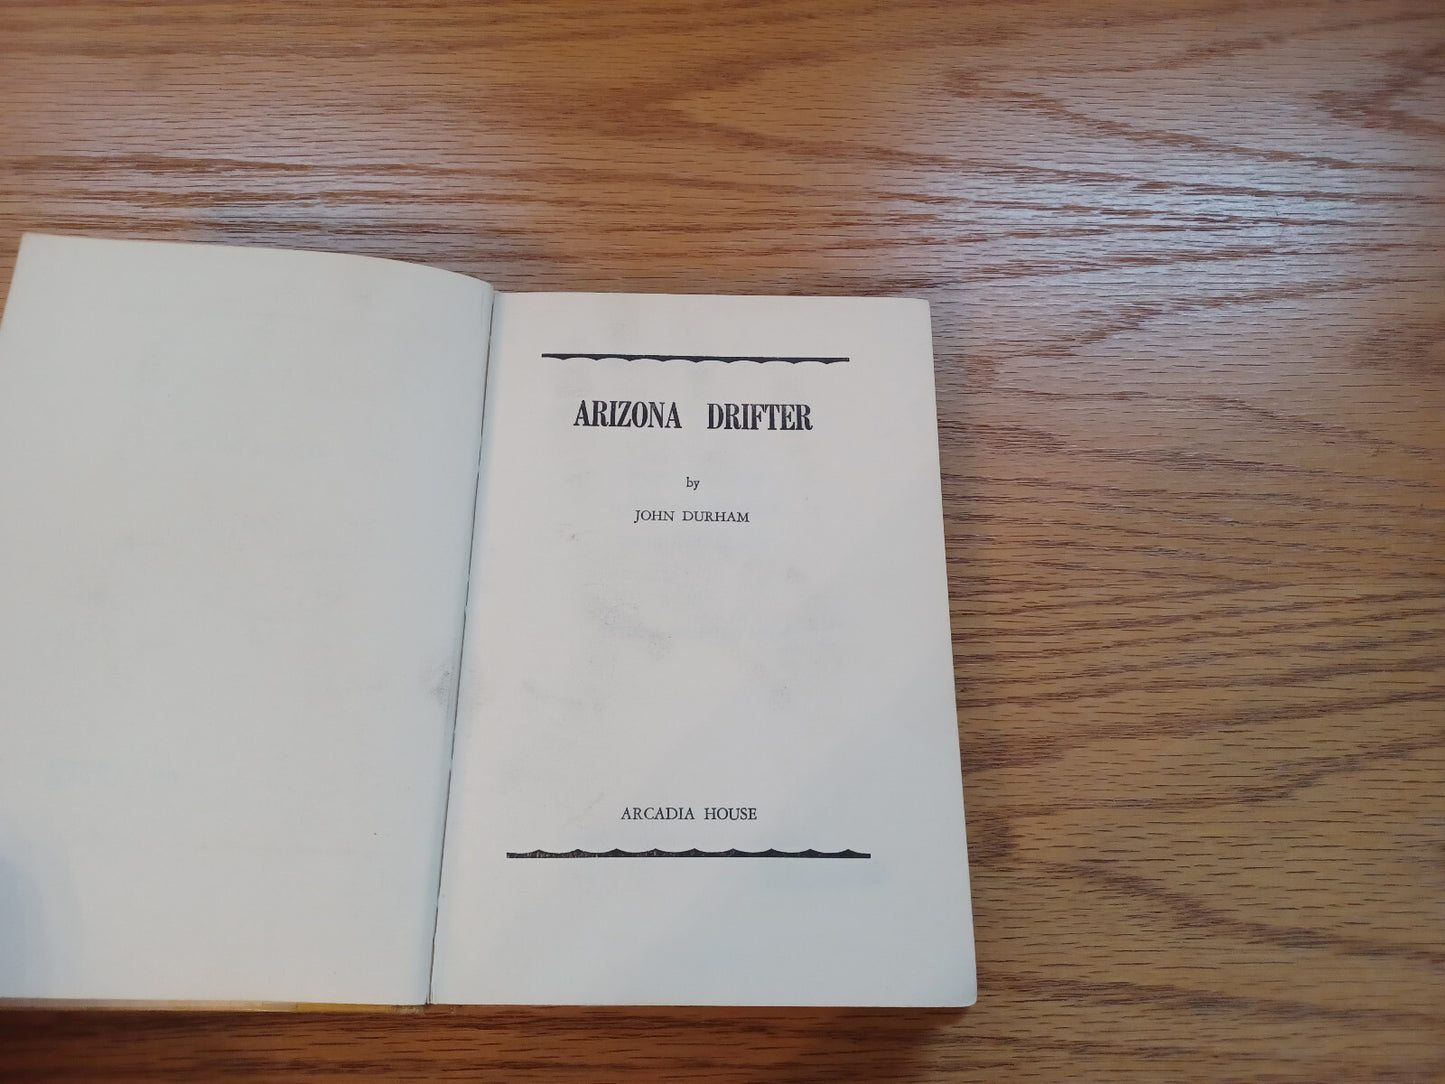 ARIZONA DRIFTER
by
JOHN DURHAM
ARCADIA HOUSE